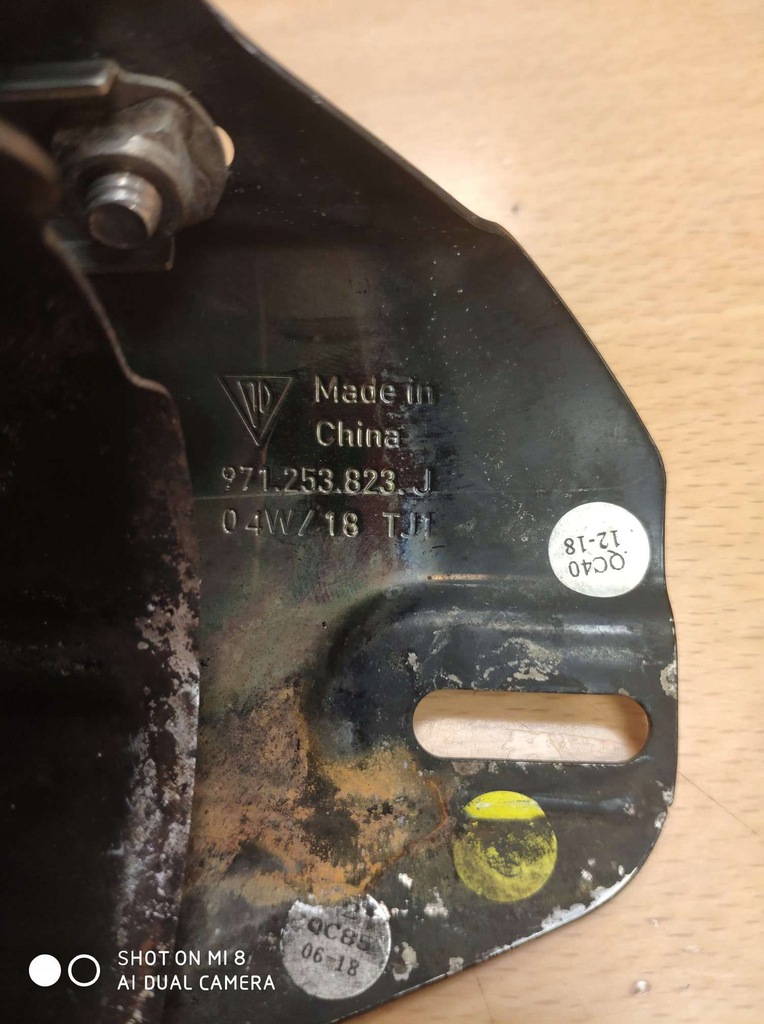 Made in
China
971.253.823.J
04W/18 TJ1
QC40
12-18
QC85
06-18
SHOT ON MI 8
AI DUAL CAMERA